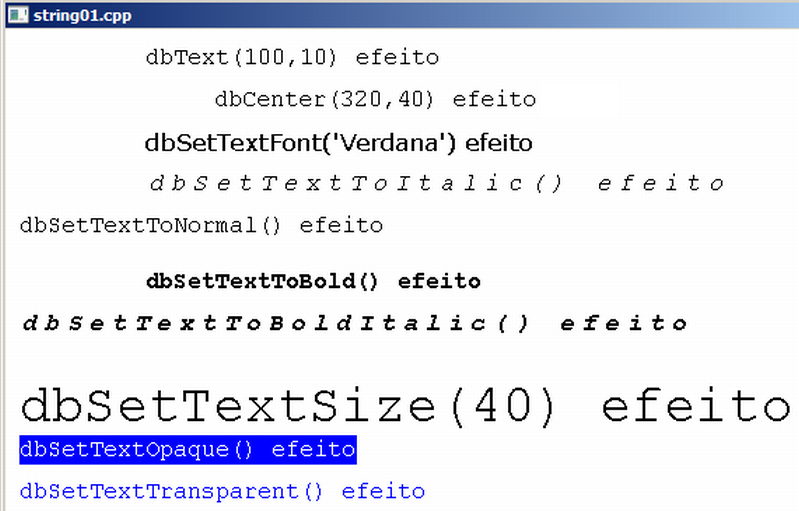 string01.cpp
dbText(100,10) efeito
dbCenter(320,40) efeito
dbSetTextFont('Verdana') efeito
dbSetTextToItalic() efeito
dbSetTextToNormal() efeito
dbSetTextToBold() efeito
dbSetTextToBoldItalic() efeito
dbSetTextSize(40) efeito
dbSetTextOpaque() efeito
dbSetTextTransparent() efeito